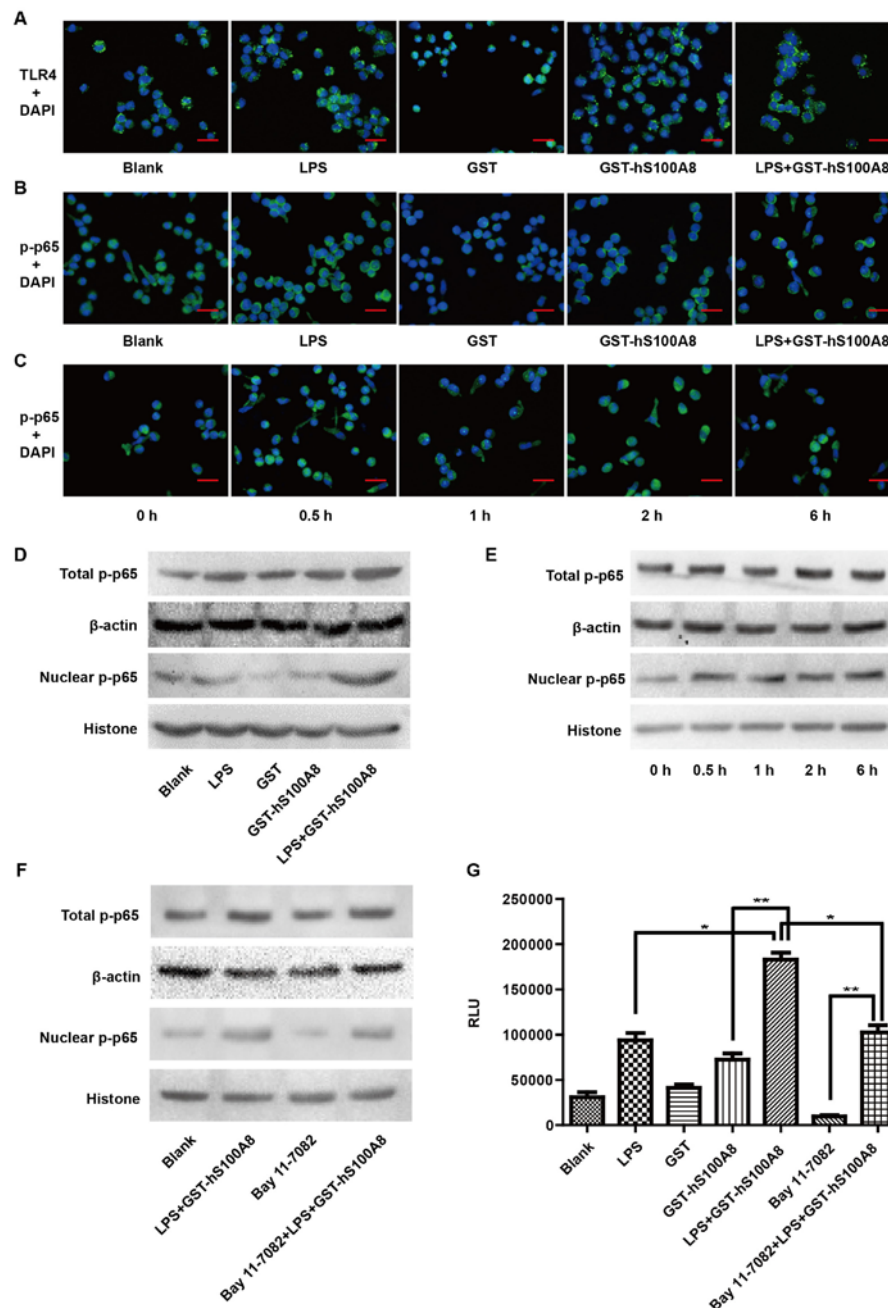 A
TLR4
+
DAPI
Blank LPS GST GST-hS100A8 LPS+GST-hS100A8
B
p-p65
+
DAPI
Blank LPS GST GST-hS100A8 LPS+GST-hS100A8
C
p-p65
+
DAPI
0 h 0.5 h 1 h 2 h 6 h
D
Total p-p65
β-actin
Nuclear p-p65
Histone
Blank
LPS
GST
GST-hS100A8
LPS+GST-hS100A8
E
Total p-p65
β-actin
Nuclear p-p65
Histone
0 h 0.5 h 1 h 2 h 6 h
F
Total p-p65
β-actin
Nuclear p-p65
Histone
Blank
LPS+GST-hS100A8
Bay 11-7082
Bay 11-7082+LPS+GST-hS100A8
G
RLU
250000
200000
150000
100000
50000
0
*
**
*
**
Blank
LPS
GST
GST-hS100A8
LPS+GST-hS100A8
Bay 11-7082
Bay 11-7082+LPS+GST-hS100A8